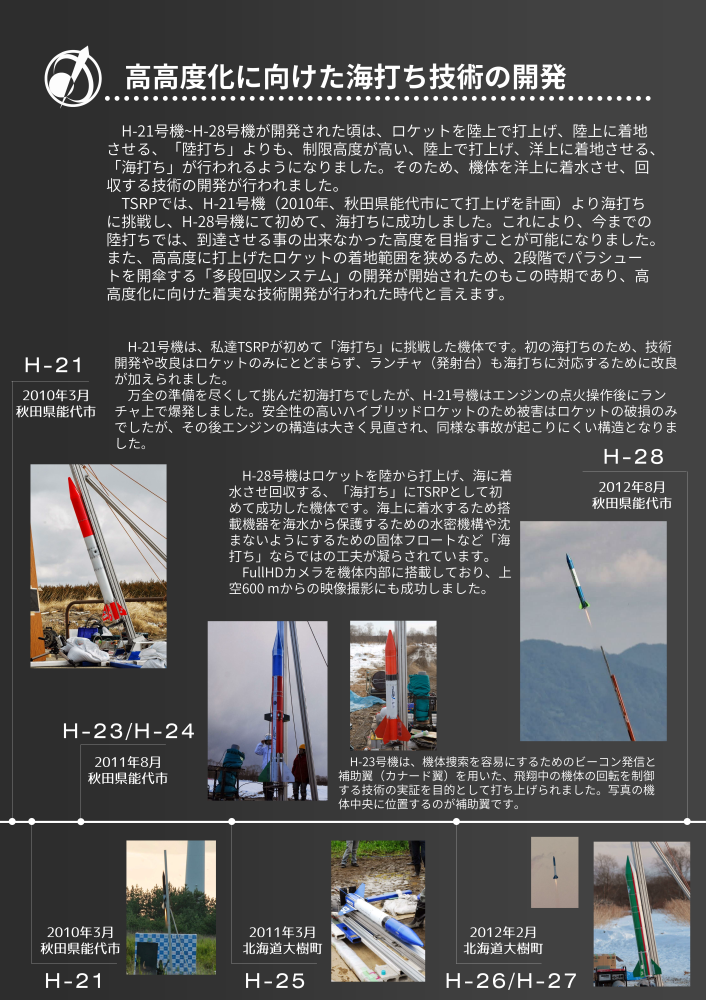 高高度化に向けた海打ち技術の開発
H-21号機~H-28号機が開発された頃は、ロケットを陸上で打上げ、陸上に着地
させる、「陸打ち」よりも、制限高度が高い、陸上で打上げ、洋上に着地させる、
「海打ち」が行われるようになりました。そのため、機体を洋上に着水させ、回
収する技術の開発が行われました。
TSRPでは、H-21号機（2010年、秋田県能代市にて打上げを計画）より海打ち
に挑戦し、H-28号機にて初めて、海打ちに成功しました。これにより、今までの
陸打ちでは、到達させる事の出来なかった高度を目指すことが可能になりました。
また、高高度に打上げたロケットの着地範囲を狭めるため、2段階でパラシュー
トを開傘する「多段回収システム」の開発が開始されたのもこの時期であり、高
高度化に向けた着実な技術開発が行われた時代と言えます。
H-21
2010年3月
秋田県能代市
H-21号機は、私達TSRPが初めて「海打ち」に挑戦した機体です。初の海打ちのため、技術
開発や改良はロケットのみにとどまらず、ランチャ（発射台）も海打ちに対応するために改良
が加えられました。
万全の準備を尽くして挑んだ初海打ちでしたが、H-21号機はエンジンの点火操作後にラン
チャ上で爆発しました。安全性の高いハイブリッドロケットのため被害はロケットの破損のみ
でしたが、その後エンジンの構造は大きく見直され、同様な事故が起こりにくい構造となりま
した。
H-28
2012年8月
秋田県能代市
H-28号機はロケットを陸から打上げ、海に着
水させ回収する、「海打ち」にTSRPとして初
めて成功した機体です。海上に着水するため搭
載機器を海水から保護するための水密機構や沈
まないようにするための固体フロートなど「海
打ち」ならではの工夫が凝らされています。
FullHDカメラを機体内部に搭載しており、上
空600 mからの映像撮影にも成功しました。
H-23/H-24
2011年8月
秋田県能代市
H-23号機は、機体捜索を容易にするためのビーコン発信と
補助翼（カナード翼）を用いた、飛翔中の機体の回転を制御
する技術の実証を目的として打ち上げられました。写真の機
体中央に位置するのが補助翼です。
2010年3月
秋田県能代市
H-21
2011年3月
北海道大樹町
H-25
2012年2月
北海道大樹町
H-26/H-27